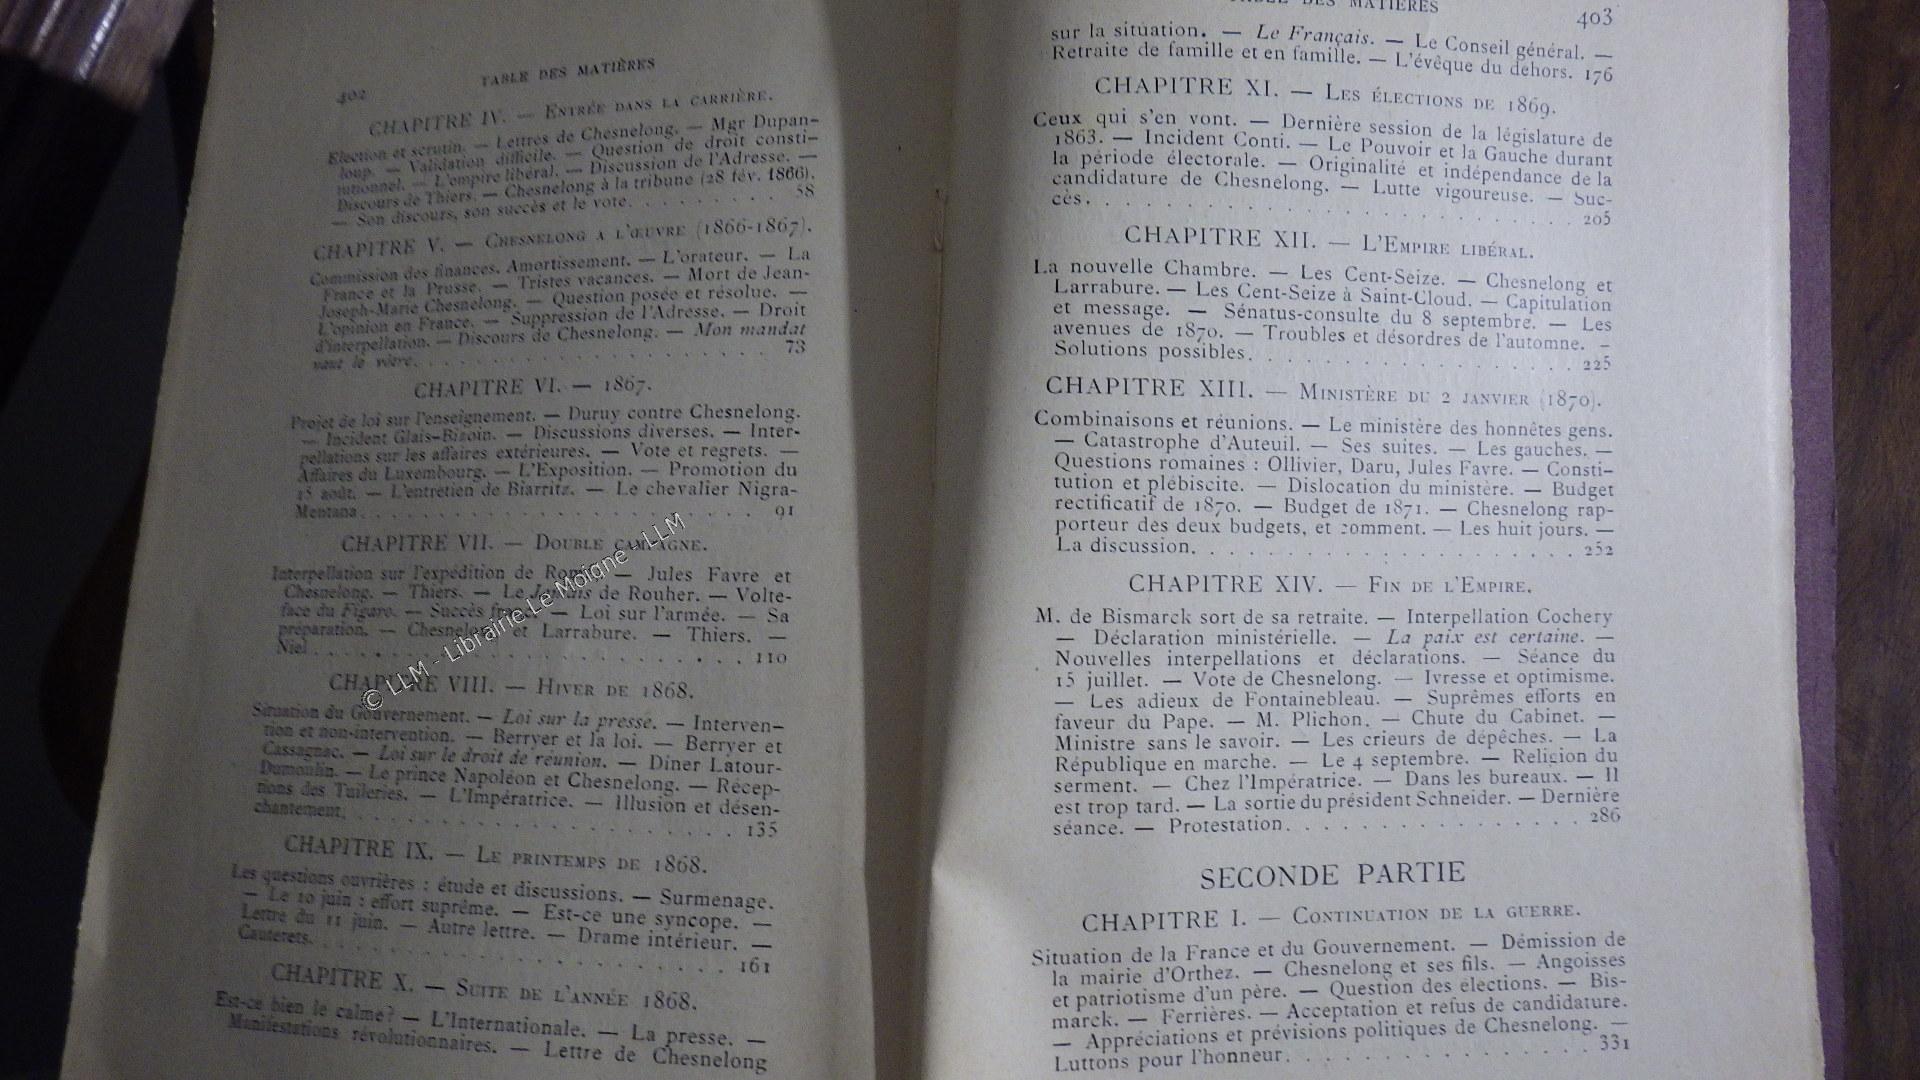 402
TABLE DES MATIÈRES
CHAPITRE IV. — ENTRÉE DANS LA CARRIÈRE.
Election et scrutin. — Lettres de Chesnelong. — Mgr Dupan-
loup. — Validation difficile. — Question de droit consti-
tutionnel. — L'empire libéral. — Discussion de l'Adresse. —
Discours de Thiers. — Chesnelong à la tribune (28 fév. 1866).
— Son discours, son succès et le vote. . . . . . . . . 58
CHAPITRE V. — CHESNELONG A L'ŒUVRE (1866-1867).
Commission des finances. Amortissement. — L'orateur. — La
France et la Prusse. — Tristes vacances. — Mort de Jean-
Joseph-Marie Chesnelong. — Question posée et résolue. —
L'opinion en France. — Suppression de l'Adresse. — Droit
d'interpellation. — Discours de Chesnelong. — Mon mandat
vaut le vôtre. . . . . . . . . . . . . . . . . 73
CHAPITRE VI. — 1867.
Projet de loi sur l'enseignement. — Duruy contre Chesnelong.
— Incident Glais-Bizoin. — Discussions diverses. — Inter-
pellations sur les affaires extérieures. — Vote et regrets. —
Affaires du Luxembourg. — L'Exposition. — Promotion du
15 août. — L'entretien de Biarritz. — Le chevalier Nigra-
Mentana. . . . . . . . . . . . . . . . . . . 91
CHAPITRE VII. — DOUBLE CAMPAGNE.
Interpellation sur l'expédition de Rome. — Jules Favre et
Chesnelong. — Thiers. — Le Jamais de Rouher. — Volte-
face du Figaro. — Succès — Loi sur l'armée. — Sa
préparation. — Chesnelong et Larrabure. — Thiers. —
Niel. . . . . . . . . . . . . . . . . . . . 110
CHAPITRE VIII. — HIVER DE 1868.
Situation du Gouvernement. — Loi sur la presse. — Interven-
tion et non-intervention. — Berryer et la loi. — Berryer et
Cassagnac. — Loi sur le droit de réunion. — Dîner Latour-
Dumoulin. — Le prince Napoléon et Chesnelong. — Récep-
tions des Tuileries. — L'Impératrice. — Illusion et désen-
chantement. . . . . . . . . . . . . . . . . . 135
CHAPITRE IX. — LE PRINTEMPS DE 1868.
Les questions ouvrières : étude et discussions. — Surmenage.
— Le 10 juin : effort suprême. — Est-ce une syncope. —
Lettre du 11 juin. — Autre lettre. — Drame intérieur. —
Cauterets. . . . . . . . . . . . . . . . . . 161
CHAPITRE X. — SUITE DE L'ANNÉE 1868.
Est-ce bien le calme? — L'Internationale. — La presse. —
Manifestations révolutionnaires. — Lettre de Chesnelong
© LLM - Librairie Le Moigne - LLM
TABLE DES MATIÈRES
403
sur la situation. — Le Français. — Le Conseil général. —
Retraite de famille et en famille. — L'évêque du dehors. 176
CHAPITRE XI. — LES ÉLECTIONS DE 1869.
Ceux qui s'en vont. — Dernière session de la législature de
1863. — Incident Conti. — Le Pouvoir et la Gauche durant
la période électorale. — Originalité et indépendance de la
candidature de Chesnelong. — Lutte vigoureuse. — Suc-
cès. . . . . . . . . . . . . . . . . . . . . 205
CHAPITRE XII. — L'EMPIRE LIBÉRAL.
La nouvelle Chambre. — Les Cent-Seize. — Chesnelong et
Larrabure. — Les Cent-Seize à Saint-Cloud. — Capitulation
et message. — Sénatus-consulte du 8 septembre. — Les
avenues de 1870. — Troubles et désordres de l'automne. –
Solutions possibles. . . . . . . . . . . . . . . 225
CHAPITRE XIII. — MINISTÈRE DU 2 JANVIER (1870).
Combinaisons et réunions. — Le ministère des honnêtes gens.
— Catastrophe d'Auteuil. — Ses suites. — Les gauches. —
Questions romaines : Ollivier, Daru, Jules Favre. — Consti-
tution et plébiscite. — Dislocation du ministère. — Budget
rectificatif de 1870. — Budget de 1871. — Chesnelong rap-
porteur des deux budgets, et comment. — Les huit jours. —
La discussion. . . . . . . . . . . . . . . . . 252
CHAPITRE XIV. — FIN DE L'EMPIRE.
M. de Bismarck sort de sa retraite. — Interpellation Cochery
— Déclaration ministérielle. — La paix est certaine. —
Nouvelles interpellations et déclarations. — Séance du
15 juillet. — Vote de Chesnelong. — Ivresse et optimisme.
— Les adieux de Fontainebleau. — Suprêmes efforts en
faveur du Pape. — M. Plichon. — Chute du Cabinet. —
Ministre sans le savoir. — Les crieurs de dépêches. — La
République en marche. — Le 4 septembre. — Religion du
serment. — Chez l'Impératrice. — Dans les bureaux. — Il
est trop tard. — La sortie du président Schneider. — Dernière
séance. — Protestation. . . . . . . . . . . . . 286
SECONDE PARTIE
CHAPITRE I. — CONTINUATION DE LA GUERRE.
Situation de la France et du Gouvernement. — Démission de
la mairie d'Orthez. — Chesnelong et ses fils. — Angoisses
et patriotisme d'un père. — Question des élections. — Bis-
marck. — Ferrières. — Acceptation et refus de candidature.
— Appréciations et prévisions politiques de Chesnelong. —
Luttons pour l'honneur. . . . . . . . . . . . . 331